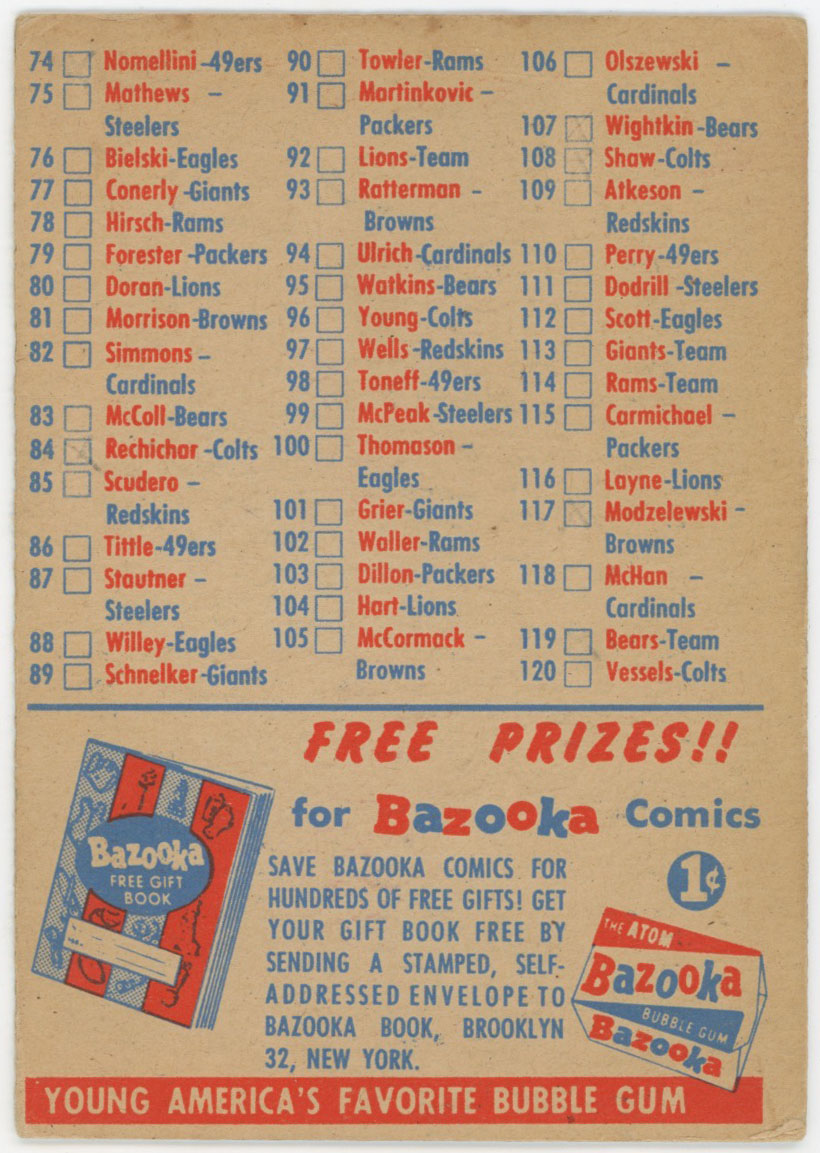 74 Nomellini-49ers
75 Mathews -
Steelers
76 Bielski-Eagles
77 Conerly-Giants
78 Hirsch-Rams
79 Forester-Packers
80 Doran-Lions
81 Morrison-Browns
82 Simmons -
Cardinals
83 McColl-Bears
84 Rechichar-Colts
85 Scudero -
Redskins
86 Tittle-49ers
87 Stautner -
Steelers
88 Willey-Eagles
89 Schnelker-Giants
90 Towler-Rams
91 Martinkovic -
Packers
92 Lions-Team
93 Ratterman -
Browns
94 Ulrich-Cardinals
95 Watkins-Bears
96 Young-Colts
97 Wells-Redskins
98 Toneff-49ers
99 McPeak-Steelers
100 Thomason -
Eagles
101 Grier-Giants
102 Waller-Rams
103 Dillon-Packers
104 Hart-Lions
105 McCormack -
Browns
106 Olszewski -
Cardinals
107 Wightkin-Bears
108 Shaw-Colts
109 Atkeson -
Redskins
110 Perry-49ers
111 Dodrill-Steelers
112 Scott-Eagles
113 Giants-Team
114 Rams-Team
115 Carmichael -
Packers
116 Layne-Lions
117 Modzelewski -
Browns
118 McHan -
Cardinals
119 Bears-Team
120 Vessels-Colts
FREE PRIZES!!
for Bazooka Comics
Bazooka
FREE GIFT
BOOK
SAVE BAZOOKA COMICS FOR
HUNDREDS OF FREE GIFTS! GET
YOUR GIFT BOOK FREE BY
SENDING A STAMPED, SELF-
ADDRESSED ENVELOPE TO
BAZOOKA BOOK, BROOKLYN
32, NEW YORK.
1¢
THE ATOM
Bazooka
BUBBLE GUM
Bazooka
YOUNG AMERICA'S FAVORITE BUBBLE GUM